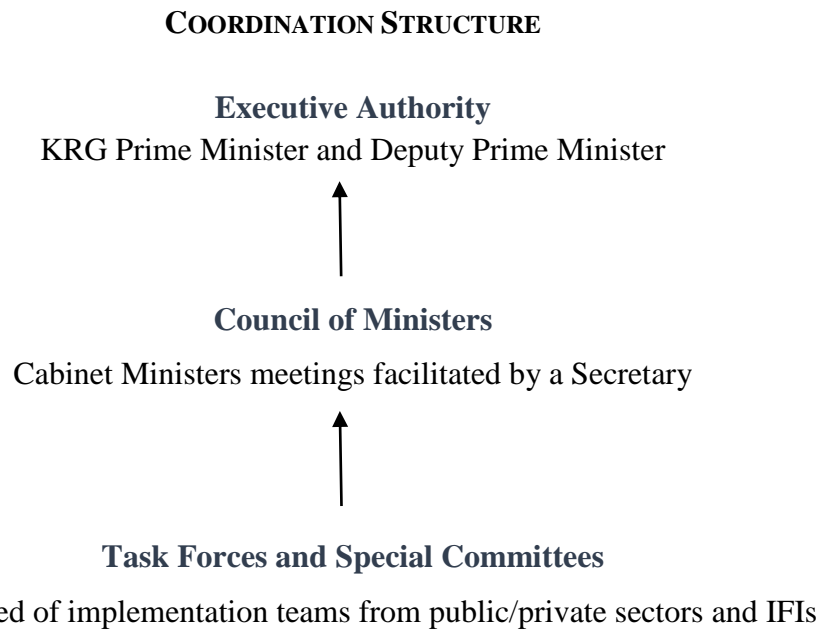 COORDINATION STRUCTURE
Executive Authority
KRG Prime Minister and Deputy Prime Minister
Council of Ministers
Cabinet Ministers meetings facilitated by a Secretary
Task Forces and Special Committees
of implementation teams from public/private sectors and IFIs